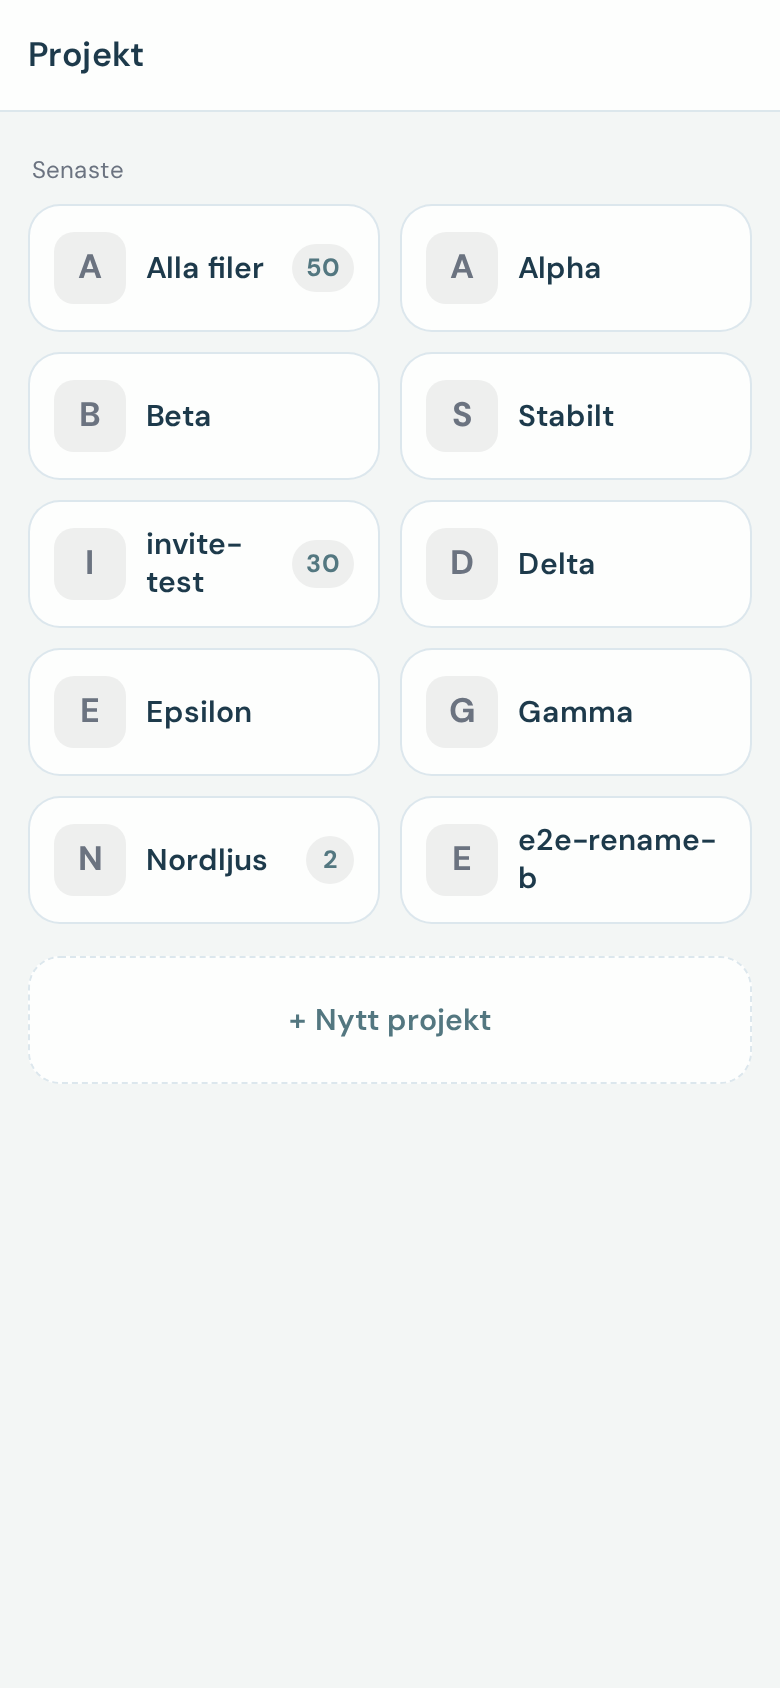 Projekt
Senaste
A Alla filer 50
A Alpha
B Beta
S Stabilt
I invite-
test 30
D Delta
E Epsilon
G Gamma
N Nordljus 2
E e2e-rename-
b
+ Nytt projekt